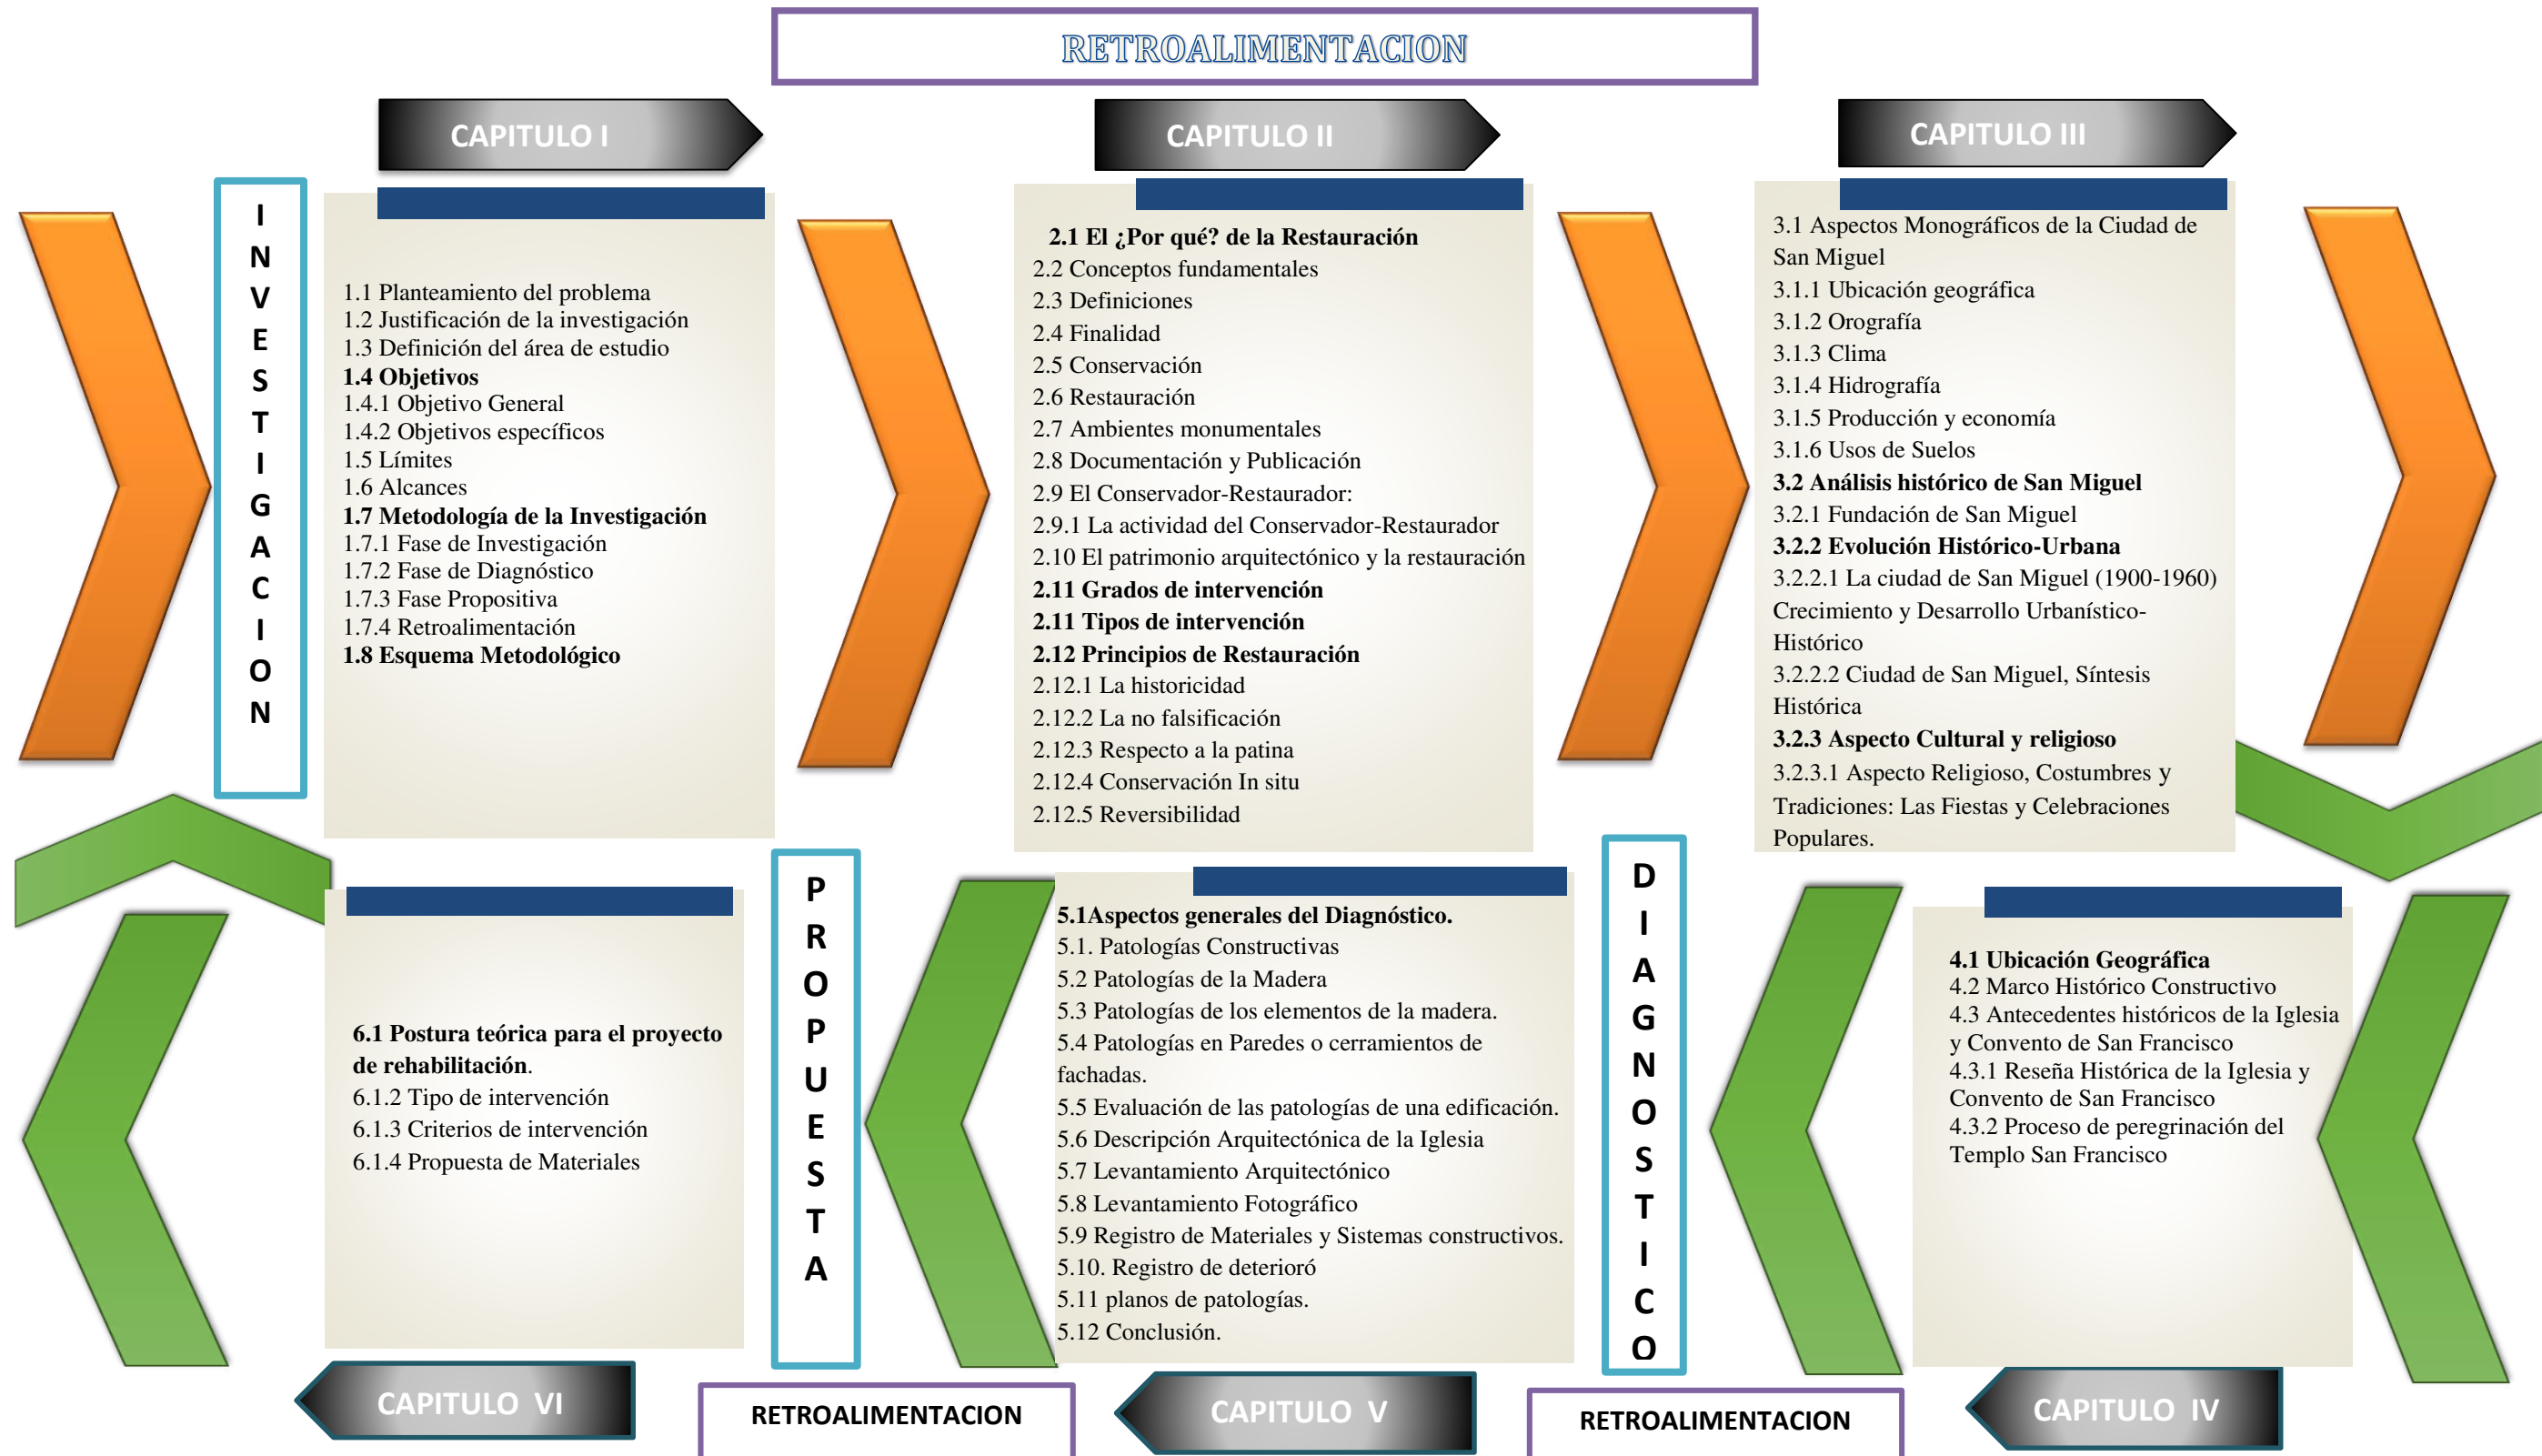 RETROALIMENTACION
CAPITULO I
CAPITULO II
CAPITULO III
INVESTIGACION
1.1 Planteamiento del problema
1.2 Justificación de la investigación
1.3 Definición del área de estudio
1.4 Objetivos
1.4.1 Objetivo General
1.4.2 Objetivos específicos
1.5 Límites
1.6 Alcances
1.7 Metodología de la Investigación
1.7.1 Fase de Investigación
1.7.2 Fase de Diagnóstico
1.7.3 Fase Propositiva
1.7.4 Retroalimentación
1.8 Esquema Metodológico
2.1 El ¿Por qué? de la Restauración
2.2 Conceptos fundamentales
2.3 Definiciones
2.4 Finalidad
2.5 Conservación
2.6 Restauración
2.7 Ambientes monumentales
2.8 Documentación y Publicación
2.9 El Conservador-Restaurador:
2.9.1 La actividad del Conservador-Restaurador
2.10 El patrimonio arquitectónico y la restauración
2.11 Grados de intervención
2.11 Tipos de intervención
2.12 Principios de Restauración
2.12.1 La historicidad
2.12.2 La no falsificación
2.12.3 Respecto a la patina
2.12.4 Conservación In situ
2.12.5 Reversibilidad
3.1 Aspectos Monográficos de la Ciudad de
San Miguel
3.1.1 Ubicación geográfica
3.1.2 Orografía
3.1.3 Clima
3.1.4 Hidrografía
3.1.5 Producción y economía
3.1.6 Usos de Suelos
3.2 Análisis histórico de San Miguel
3.2.1 Fundación de San Miguel
3.2.2 Evolución Histórico-Urbana
3.2.2.1 La ciudad de San Miguel (1900-1960)
Crecimiento y Desarrollo Urbanístico-
Histórico
3.2.2.2 Ciudad de San Miguel, Síntesis
Histórica
3.2.3 Aspecto Cultural y religioso
3.2.3.1 Aspecto Religioso, Costumbres y
Tradiciones: Las Fiestas y Celebraciones
Populares.
6.1 Postura teórica para el proyecto
de rehabilitación.
6.1.2 Tipo de intervención
6.1.3 Criterios de intervención
6.1.4 Propuesta de Materiales
PROPUESTA
5.1Aspectos generales del Diagnóstico.
5.1. Patologías Constructivas
5.2 Patologías de la Madera
5.3 Patologías de los elementos de la madera.
5.4 Patologías en Paredes o cerramientos de
fachadas.
5.5 Evaluación de las patologías de una edificación.
5.6 Descripción Arquitectónica de la Iglesia
5.7 Levantamiento Arquitectónico
5.8 Levantamiento Fotográfico
5.9 Registro de Materiales y Sistemas constructivos.
5.10. Registro de deterioró
5.11 planos de patologías.
5.12 Conclusión.
DIAGNOSTICO
4.1 Ubicación Geográfica
4.2 Marco Histórico Constructivo
4.3 Antecedentes históricos de la Iglesia
y Convento de San Francisco
4.3.1 Reseña Histórica de la Iglesia y
Convento de San Francisco
4.3.2 Proceso de peregrinación del
Templo San Francisco
CAPITULO VI
RETROALIMENTACION
CAPITULO V
RETROALIMENTACION
CAPITULO IV